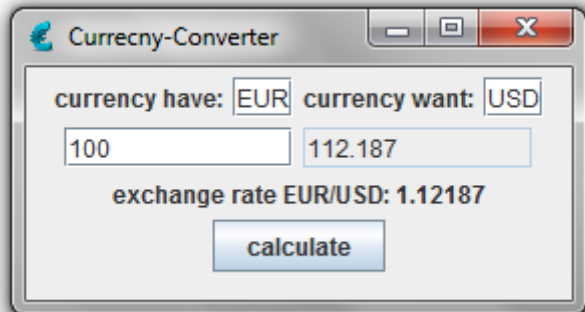 Currecny-Converter
currency have: EUR currency want: USD
100 112.187
exchange rate EUR/USD: 1.12187
calculate